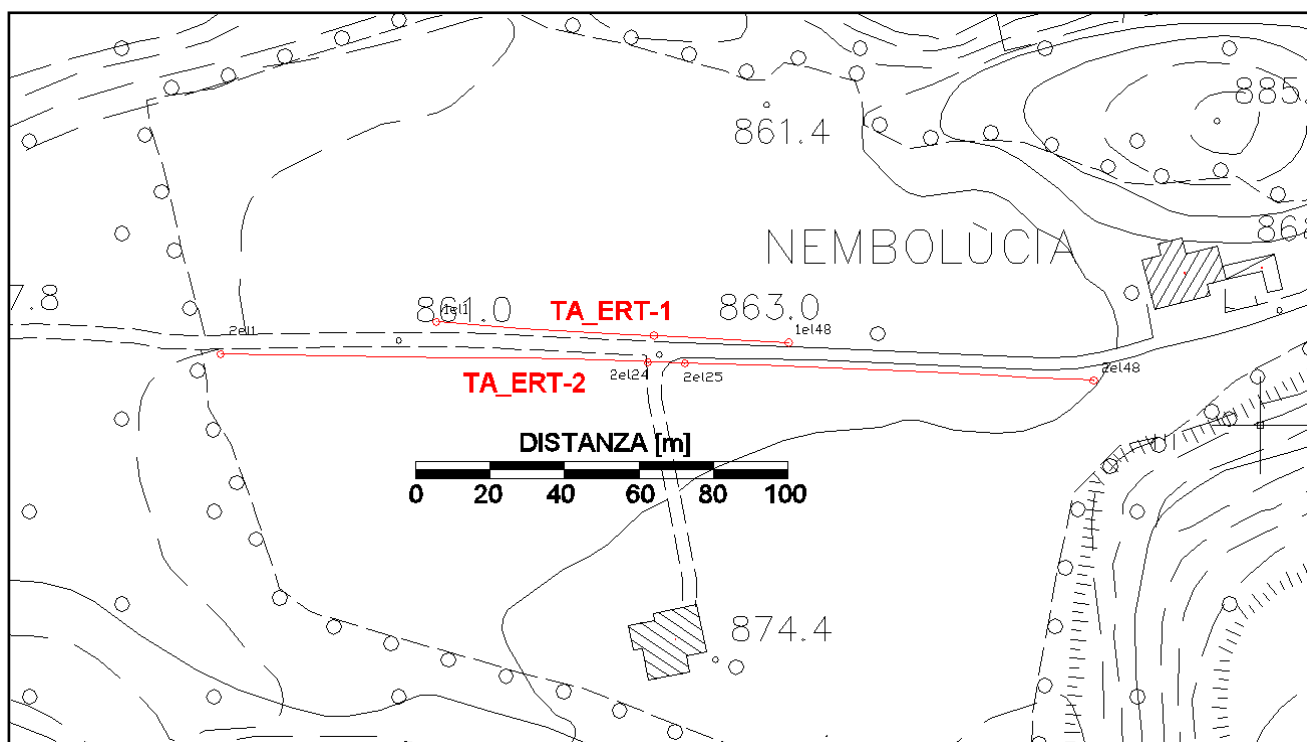 885.
861.4
868
NEMBOLÙCIA
7.8
861.0
1el1
TA_ERT-1
863.0
2el1
1el48
2el24
2el25
2el48
TA_ERT-2
DISTANZA [m]
0 20 40 60 80 100
874.4